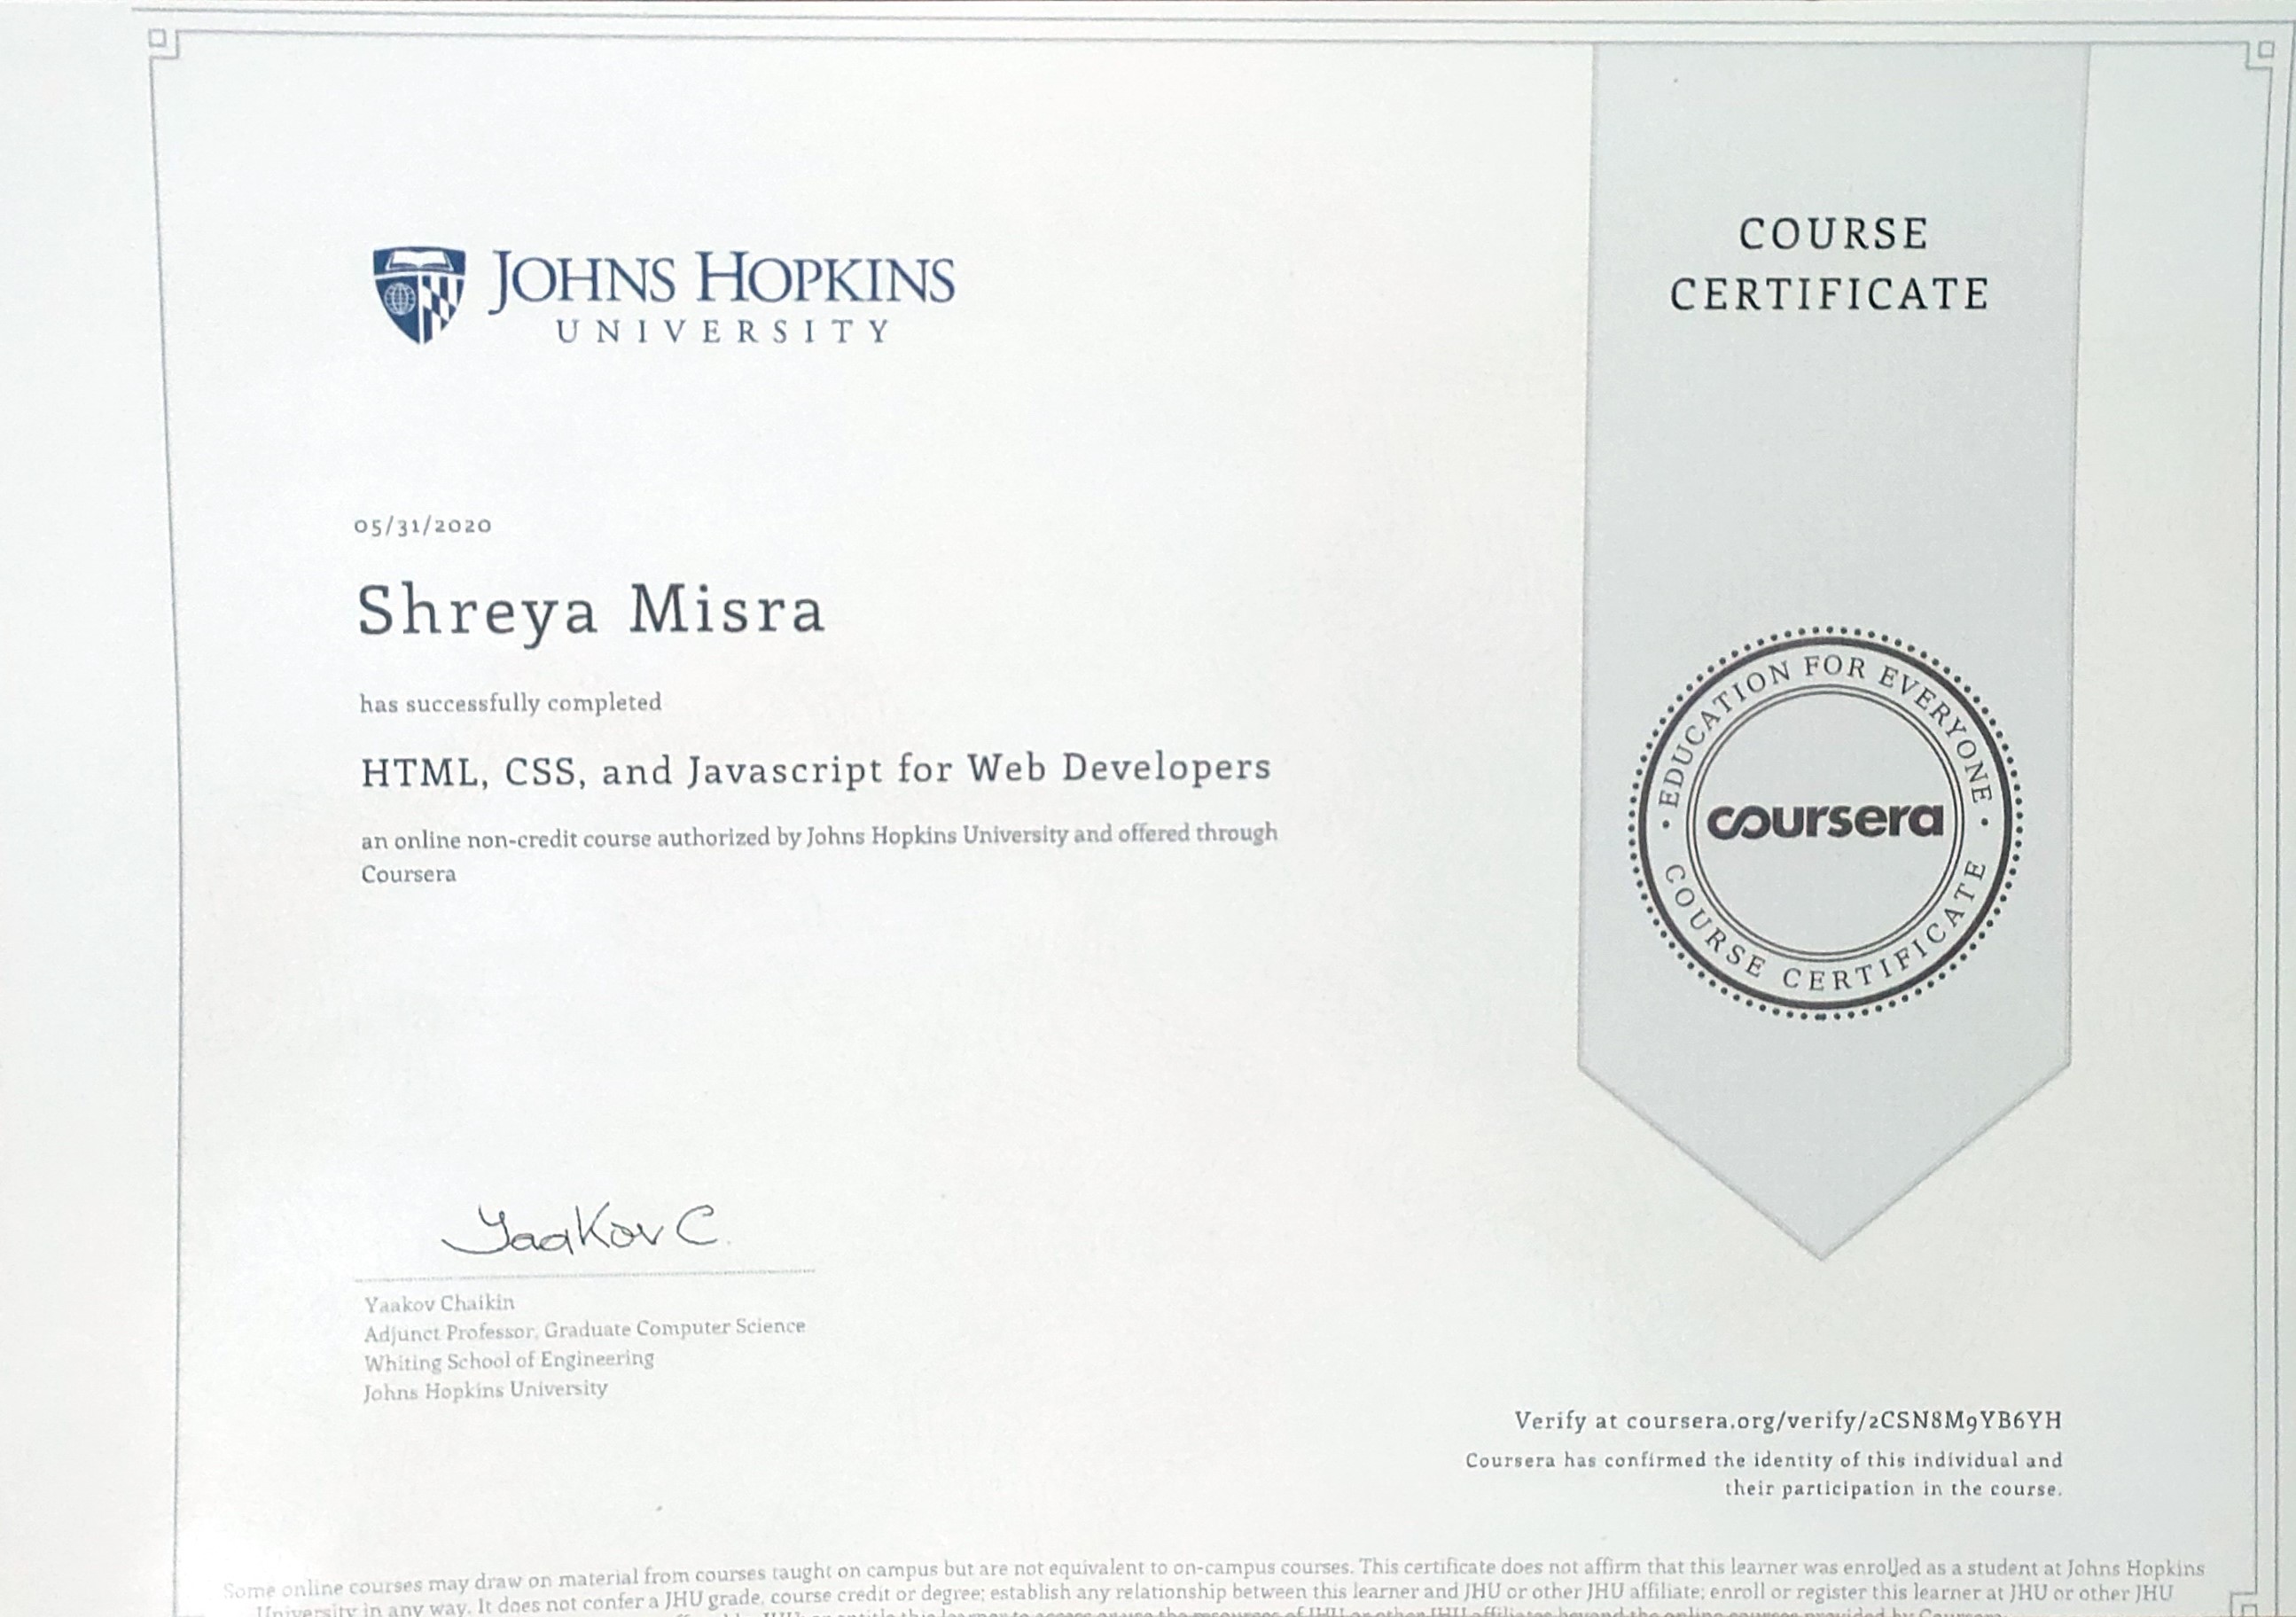 JOHNS HOPKINS
UNIVERSITY
COURSE
CERTIFICATE
05/31/2020
Shreya Misra
has successfully completed
HTML, CSS, and Javascript for Web Developers
an online non-credit course authorized by Johns Hopkins University and offered through
Coursera
EDUCATION FOR EVERYONE
coursera
COURSE CERTIFICATE
Yaakov C.
Yaakov Chaikin
Adjunct Professor, Graduate Computer Science
Whiting School of Engineering
Johns Hopkins University
Verify at coursera.org/verify/2CSN8M9YB6YH
Coursera has confirmed the identity of this individual and
their participation in the course.
Some online courses may draw on material from courses taught on campus but are not equivalent to on-campus courses. This certificate does not affirm that this learner was enrolled as a student at Johns Hopkins
University in any way. It does not confer a JHU grade, course credit or degree; establish any relationship between this learner and JHU or other JHU affiliate; enroll or register this learner at JHU or other JHU